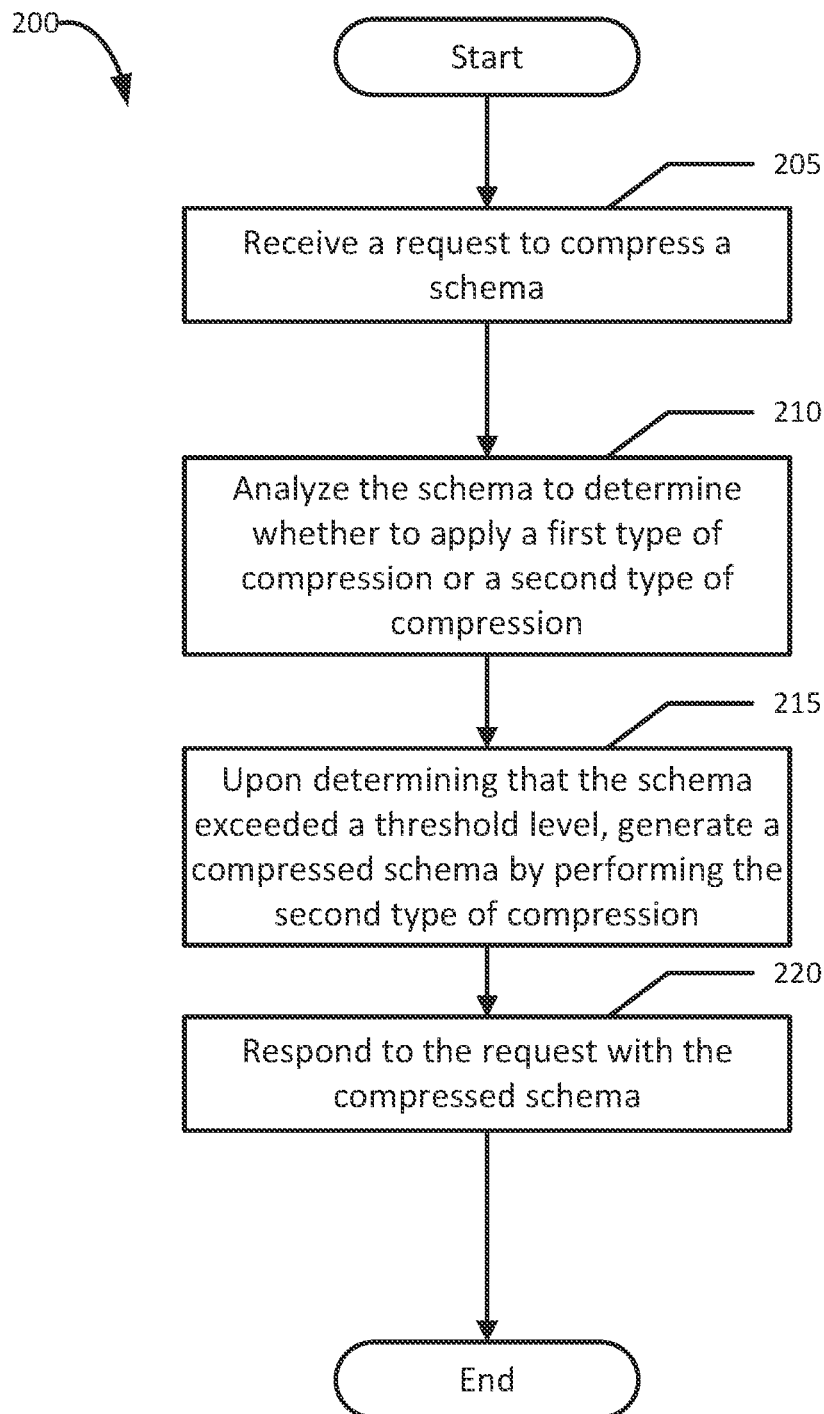 200
Start
205
Receive a request to compress a
schema
210
Analyze the schema to determine
whether to apply a first type of
compression or a second type of
compression
215
Upon determining that the schema
exceeded a threshold level, generate a
compressed schema by performing the
second type of compression
220
Respond to the request with the
compressed schema
End